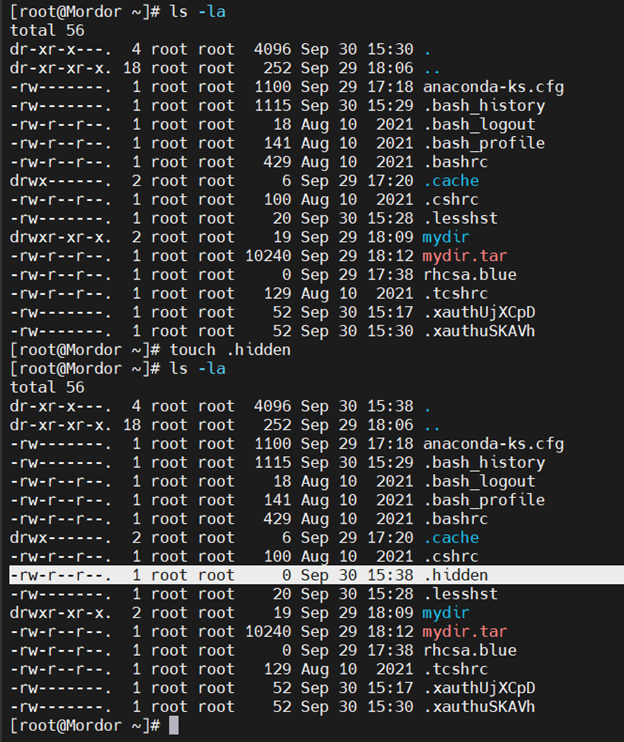 [root@Mordor ~]# ls -la
total 56
dr-xr-x---.  4 root root  4096 Sep 30 15:30 .
dr-xr-xr-x. 18 root root   252 Sep 29 18:06 ..
-rw-------.  1 root root  1100 Sep 29 17:18 anaconda-ks.cfg
-rw-------.  1 root root  1115 Sep 30 15:29 .bash_history
-rw-r--r--.  1 root root    18 Aug 10  2021 .bash_logout
-rw-r--r--.  1 root root   141 Aug 10  2021 .bash_profile
-rw-r--r--.  1 root root   429 Aug 10  2021 .bashrc
drwx------.  2 root root     6 Sep 29 17:20 .cache
-rw-r--r--.  1 root root   100 Aug 10  2021 .cshrc
-rw-------.  1 root root    20 Sep 30 15:28 .lesshst
drwxr-xr-x.  2 root root    19 Sep 29 18:09 mydir
-rw-r--r--.  1 root root 10240 Sep 29 18:12 mydir.tar
-rw-r--r--.  1 root root     0 Sep 29 17:38 rhcsa.blue
-rw-r--r--.  1 root root   129 Aug 10  2021 .tcshrc
-rw-------.  1 root root    52 Sep 30 15:17 .xauthUjXCpD
-rw-------.  1 root root    52 Sep 30 15:30 .xauthuSKAVh
[root@Mordor ~]# touch .hidden
[root@Mordor ~]# ls -la
total 56
dr-xr-x---.  4 root root  4096 Sep 30 15:38 .
dr-xr-xr-x. 18 root root   252 Sep 29 18:06 ..
-rw-------.  1 root root  1100 Sep 29 17:18 anaconda-ks.cfg
-rw-------.  1 root root  1115 Sep 30 15:29 .bash_history
-rw-r--r--.  1 root root    18 Aug 10  2021 .bash_logout
-rw-r--r--.  1 root root   141 Aug 10  2021 .bash_profile
-rw-r--r--.  1 root root   429 Aug 10  2021 .bashrc
drwx------.  2 root root     6 Sep 29 17:20 .cache
-rw-r--r--.  1 root root   100 Aug 10  2021 .cshrc
-rw-r--r--.  1 root root     0 Sep 30 15:38 .hidden
-rw-------.  1 root root    20 Sep 30 15:28 .lesshst
drwxr-xr-x.  2 root root    19 Sep 29 18:09 mydir
-rw-r--r--.  1 root root 10240 Sep 29 18:12 mydir.tar
-rw-r--r--.  1 root root     0 Sep 29 17:38 rhcsa.blue
-rw-r--r--.  1 root root   129 Aug 10  2021 .tcshrc
-rw-------.  1 root root    52 Sep 30 15:17 .xauthUjXCpD
-rw-------.  1 root root    52 Sep 30 15:30 .xauthuSKAVh
[root@Mordor ~]#